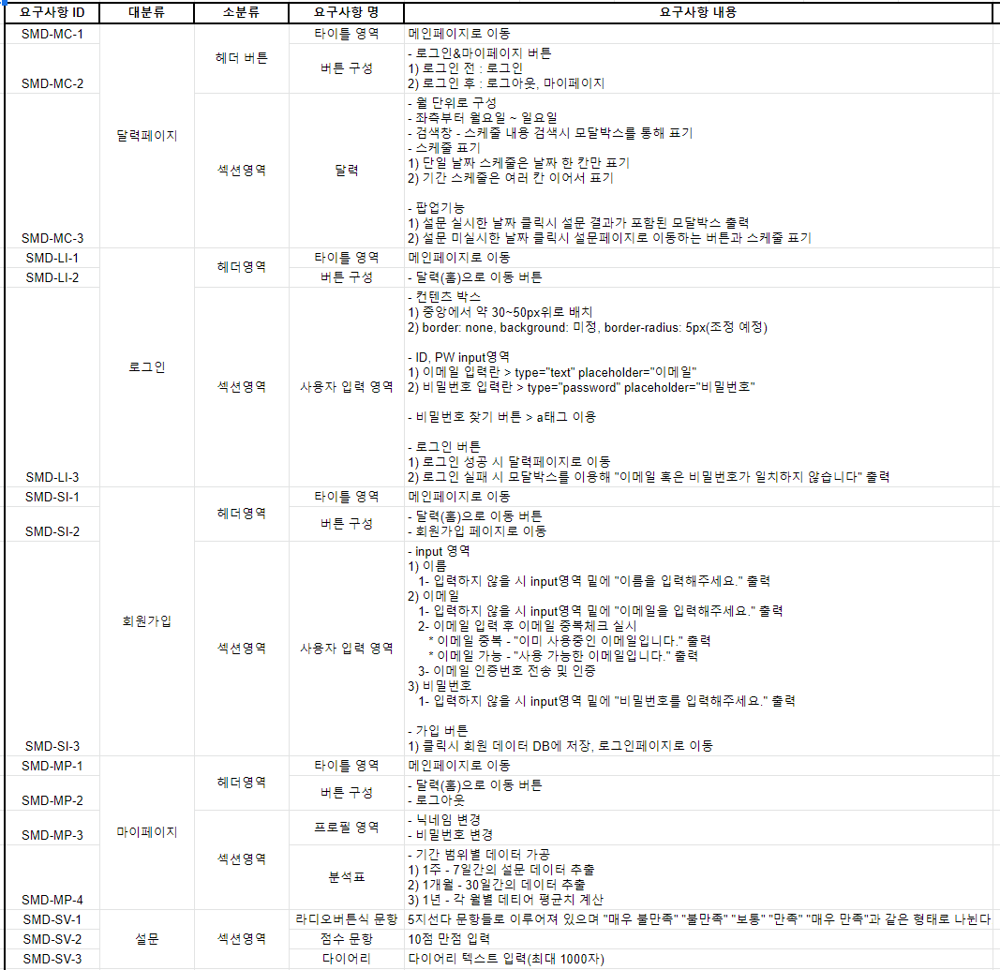 요구사항 ID 대분류 소분류 요구사항 명 요구사항 내용
SMD-MC-1 타이틀 영역 메인페이지로 이동
헤더 버튼
버튼 구성
- 로그인&마이페이지 버튼
1) 로그인 전 : 로그인
2) 로그인 후 : 로그아웃, 마이페이지
SMD-MC-2
달력페이지
섹션영역 달력
- 월 단위로 구성
- 좌측부터 월요일 ~ 일요일
- 검색창 - 스케줄 내용 검색시 모달박스를 통해 표기
- 스케줄 표기
1) 단일 날짜 스케줄은 날짜 한 칸만 표기
2) 기간 스케줄은 여러 칸 이어서 표기
- 팝업기능
1) 설문 실시한 날짜 클릭시 설문 결과가 포함된 모달박스 출력
2) 설문 미실시한 날짜 클릭시 설문페이지로 이동하는 버튼과 스케줄 표기
SMD-MC-3
SMD-LI-1 타이틀 영역 메인페이지로 이동
헤더영역
SMD-LI-2 버튼 구성 - 달력(홈)으로 이동 버튼
로그인
섹션영역 사용자 입력 영역
- 컨텐츠 박스
1) 중앙에서 약 30~50px위로 배치
2) border: none, background: 미정, border-radius: 5px(조정 예정)
- ID, PW input영역
1) 이메일 입력란 > type="text" placeholder="이메일"
2) 비밀번호 입력란 > type="password" placeholder="비밀번호"
- 비밀번호 찾기 버튼 > a태그 이용
- 로그인 버튼
1) 로그인 성공 시 달력페이지로 이동
2) 로그인 실패 시 모달박스를 이용해 "이메일 혹은 비밀번호가 일치하지 않습니다" 출력
SMD-LI-3
SMD-SI-1 타이틀 영역 메인페이지로 이동
헤더영역
버튼 구성
- 달력(홈)으로 이동 버튼
- 회원가입 페이지로 이동
SMD-SI-2
회원가입
섹션영역 사용자 입력 영역
- input 영역
1) 이름
1- 입력하지 않을 시 input영역 밑에 "이름을 입력해주세요." 출력
2) 이메일
1- 입력하지 않을 시 input영역 밑에 "이메일을 입력해주세요." 출력
2- 이메일 입력 후 이메일 중복체크 실시
* 이메일 중복 - "이미 사용중인 이메일입니다." 출력
* 이메일 가능 - "사용 가능한 이메일입니다." 출력
3- 이메일 인증번호 전송 및 인증
3) 비밀번호
1- 입력하지 않을 시 input영역 밑에 "비밀번호를 입력해주세요." 출력
- 가입 버튼
1) 클릭시 회원 데이터 DB에 저장, 로그인페이지로 이동
SMD-SI-3
SMD-MP-1 타이틀 영역 메인페이지로 이동
헤더영역
버튼 구성
- 달력(홈)으로 이동 버튼
- 로그아웃
SMD-MP-2
마이페이지
프로필 영역
- 닉네임 변경
- 비밀번호 변경
SMD-MP-3
섹션영역
분석표
- 기간 범위별 데이터 가공
1) 1주 - 7일간의 설문 데이터 추출
2) 1개월 - 30일간의 데이터 추출
3) 1년 - 각 월별 데티어 평균치 계산
SMD-MP-4
SMD-SV-1 라디오버튼식 문항 5지선다 문항들로 이루어져 있으며 "매우 불만족" "불만족" "보통" "만족" "매우 만족"과 같은 형태로 나뉜다
SMD-SV-2 설문 섹션영역 점수 문항 10점 만점 입력
SMD-SV-3 다이어리 다이어리 텍스트 입력(최대 1000자)